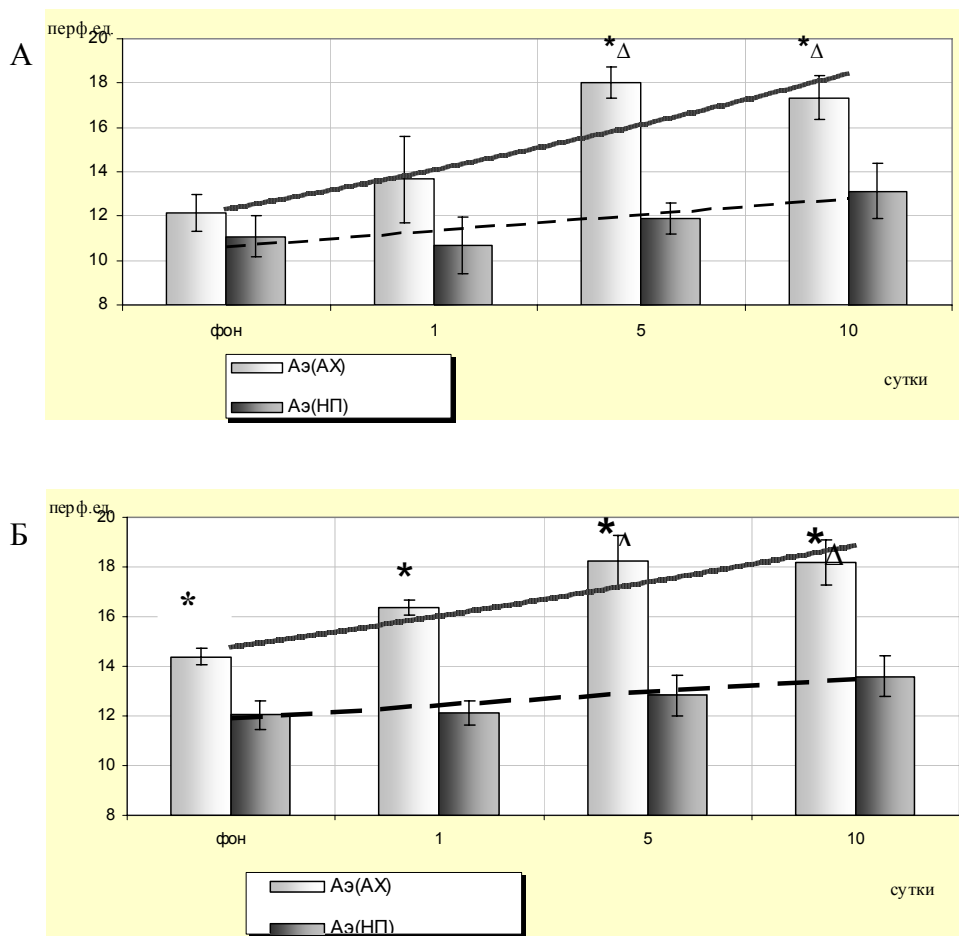 перф.ед.
А
20
* Δ
* Δ
18
16
14
12
10
8
фон
1
5
10
Аэ(АХ)
Аэ(НП)
сутки
перф.ед.
Б
20
*
*
* Δ
* Δ
18
16
14
12
10
8
фон
1
5
10
Аэ(АХ)
Аэ(НП)
сутки